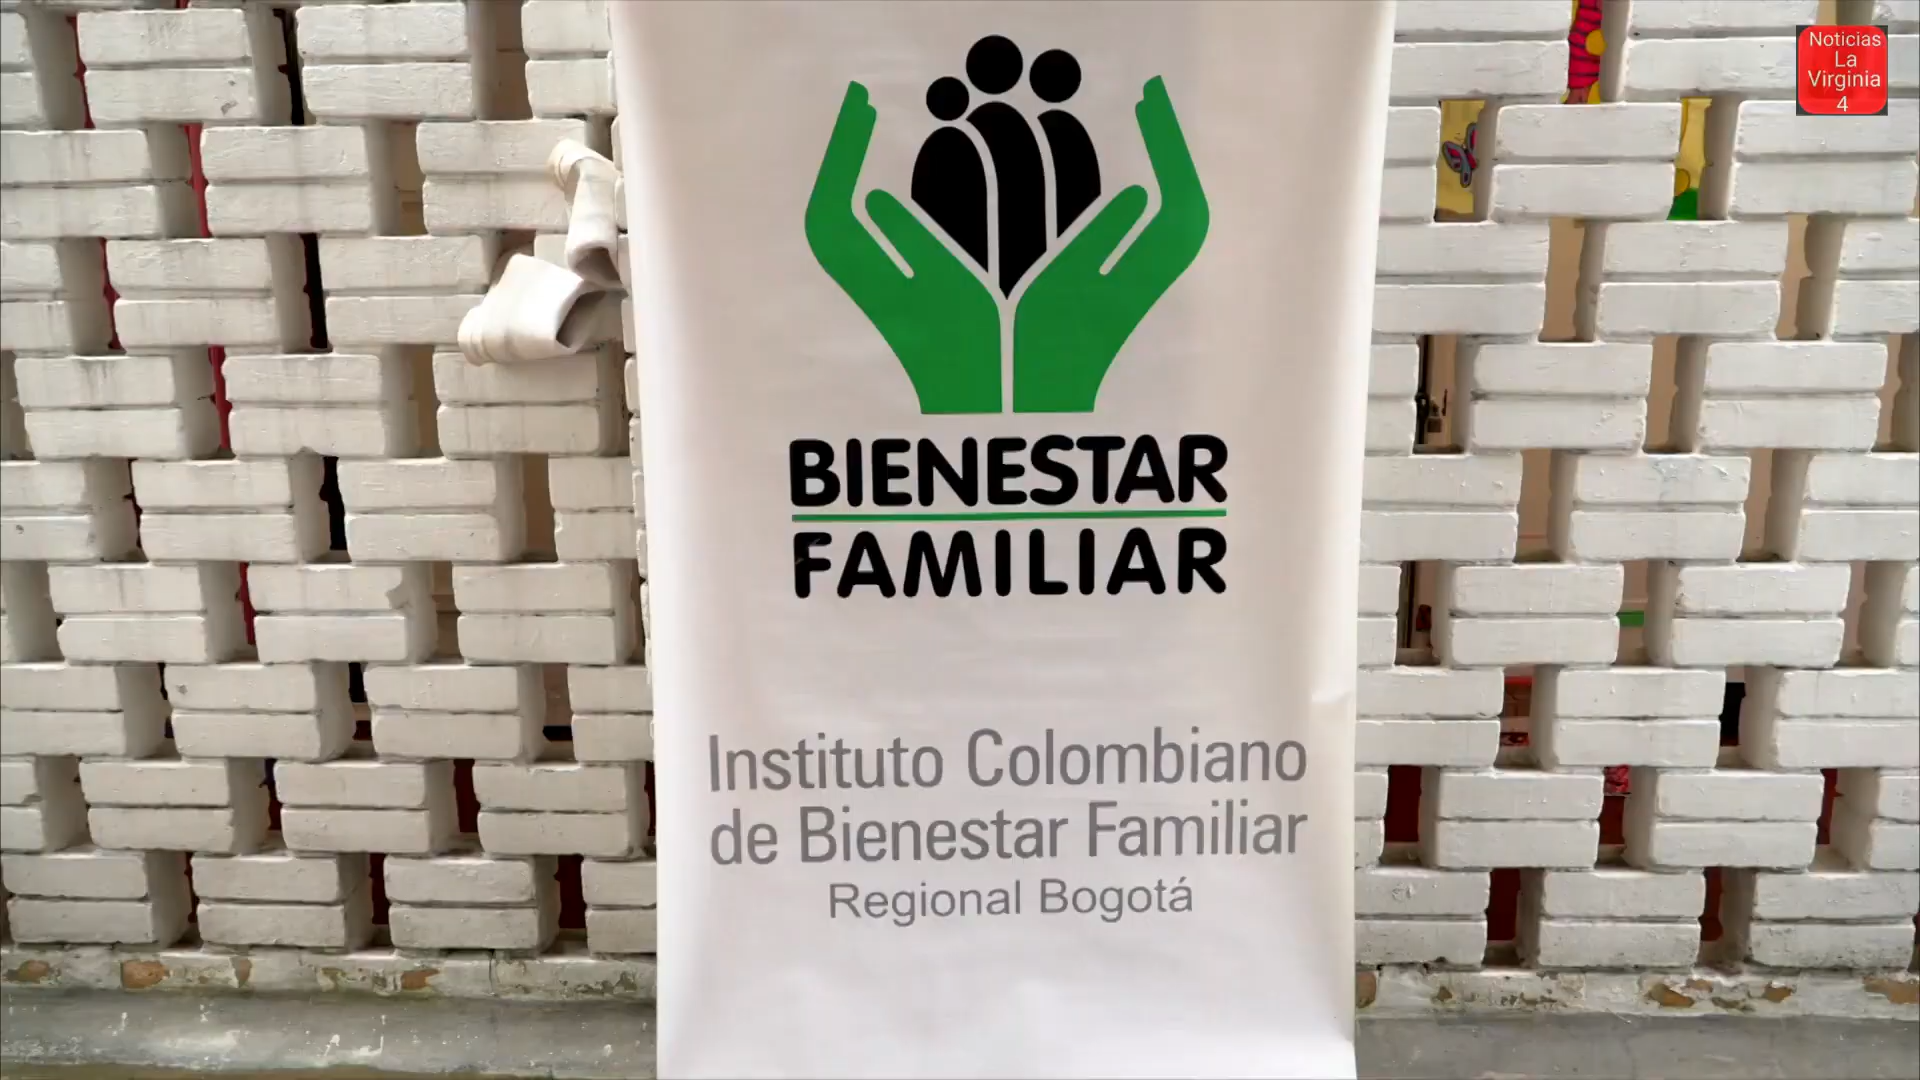 Noticias
La
Virginia
4
BIENESTAR
FAMILIAR
Instituto Colombiano
de Bienestar Familiar
Regional Bogotá